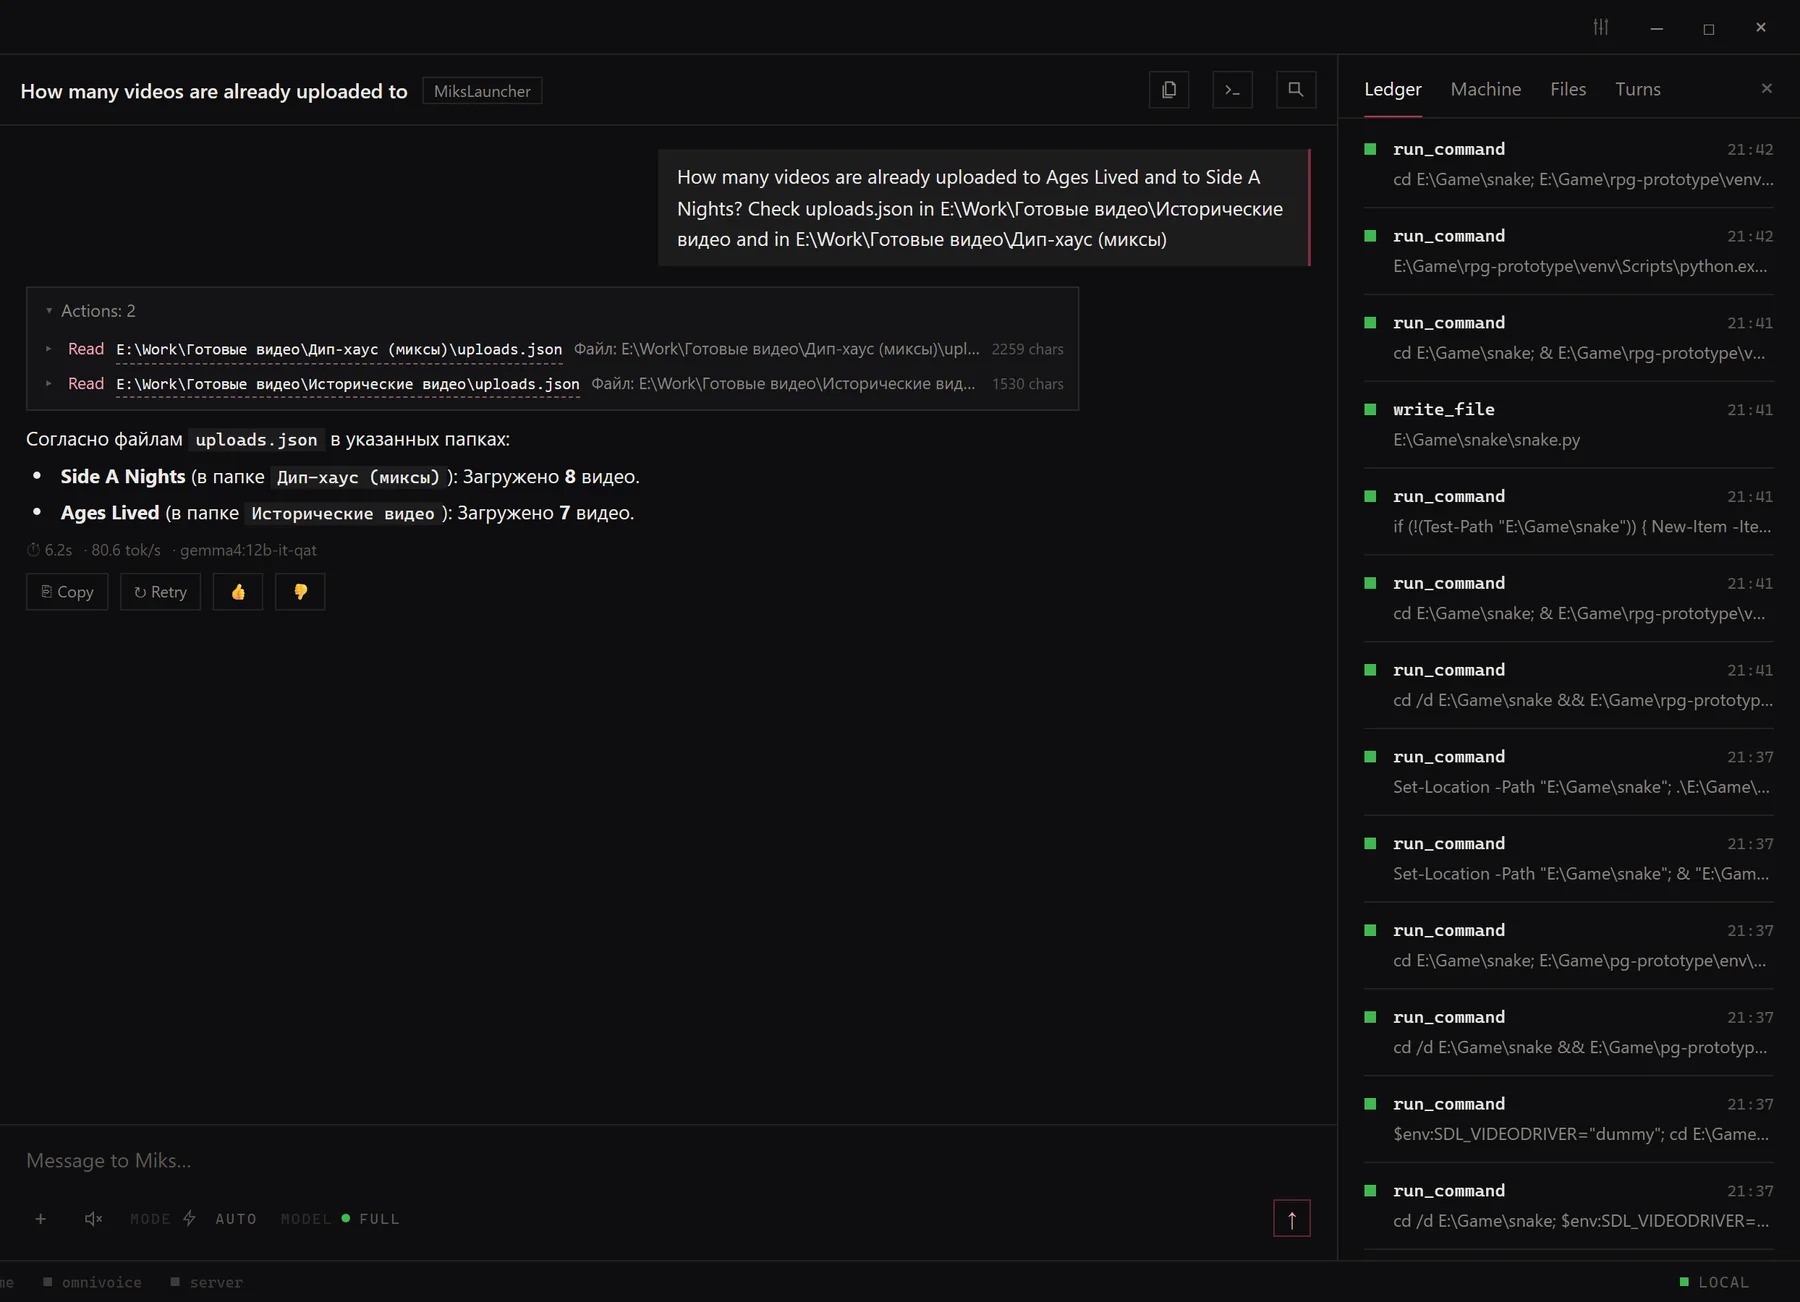 How many videos are already uploaded to MiksLauncher
How many videos are already uploaded to Ages Lived and to Side A
Nights? Check uploads.json in E:\Work\Готовые видео\Исторические
видео and in E:\Work\Готовые видео\Дип-хаус (миксы)
Actions: 2
Read E:\Work\Готовые видео\Дип-хаус (миксы)\uploads.json Файл: E:\Work\Готовые видео\Дип-хаус (миксы)\upl... 2259 chars
Read E:\Work\Готовые видео\Исторические видео\uploads.json Файл: E:\Work\Готовые видео\Исторические вид... 1530 chars
Согласно файлам uploads.json в указанных папках:
• Side A Nights (в папке Дип-хаус (миксы) ): Загружено 8 видео.
• Ages Lived (в папке Исторические видео ): Загружено 7 видео.
6.2s · 80.6 tok/s · gemma4:12b-it-qat
Copy Retry
Message to Miks...
+ MODE AUTO MODEL FULL
me omnivoice server
Ledger Machine Files Turns
run_command 21:42
cd E:\Game\snake; E:\Game\rpg-prototype\venv...
run_command 21:42
E:\Game\rpg-prototype\venv\Scripts\python.ex...
run_command 21:41
cd E:\Game\snake; & E:\Game\rpg-prototype\v...
write_file 21:41
E:\Game\snake\snake.py
run_command 21:41
if (!(Test-Path "E:\Game\snake")) { New-Item -Ite...
run_command 21:41
cd E:\Game\snake; & E:\Game\rpg-prototype\v...
run_command 21:41
cd /d E:\Game\snake && E:\Game\rpg-prototyp...
run_command 21:37
Set-Location -Path "E:\Game\snake"; .\E:\Game\...
run_command 21:37
Set-Location -Path "E:\Game\snake"; & "E:\Gam...
run_command 21:37
cd E:\Game\snake; E:\Game\pg-prototype\env\...
run_command 21:37
cd /d E:\Game\snake && E:\Game\pg-prototyp...
run_command 21:37
$env:SDL_VIDEODRIVER="dummy"; cd E:\Game...
run_command 21:37
cd /d E:\Game\snake; $env:SDL_VIDEODRIVER=...
LOCAL